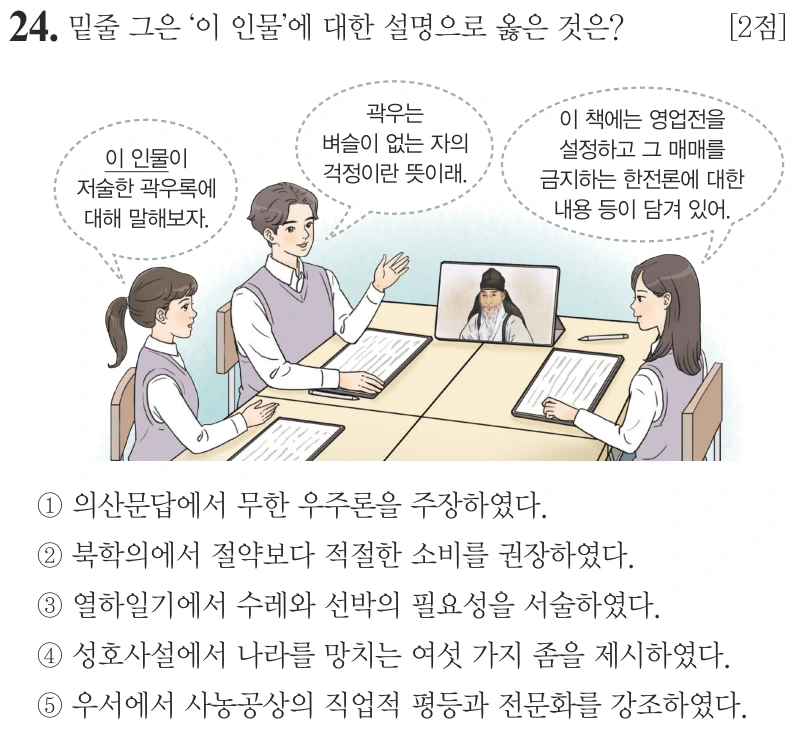 24. 밑줄 그은 ‘이 인물’에 대한 설명으로 옳은 것은? [2점]
이 인물이
저술한 곽우록에
대해 말해보자.
곽우는
벼슬이 없는 자의
걱정이란 뜻이래.
이 책에는 영업전을
설정하고 그 매매를
금지하는 한전론에 대한
내용 등이 담겨 있어.
① 의산문답에서 무한 우주론을 주장하였다.
② 북학의에서 절약보다 적절한 소비를 권장하였다.
③ 열하일기에서 수레와 선박의 필요성을 서술하였다.
④ 성호사설에서 나라를 망치는 여섯 가지 좀을 제시하였다.
⑤ 우서에서 사농공상의 직업적 평등과 전문화를 강조하였다.